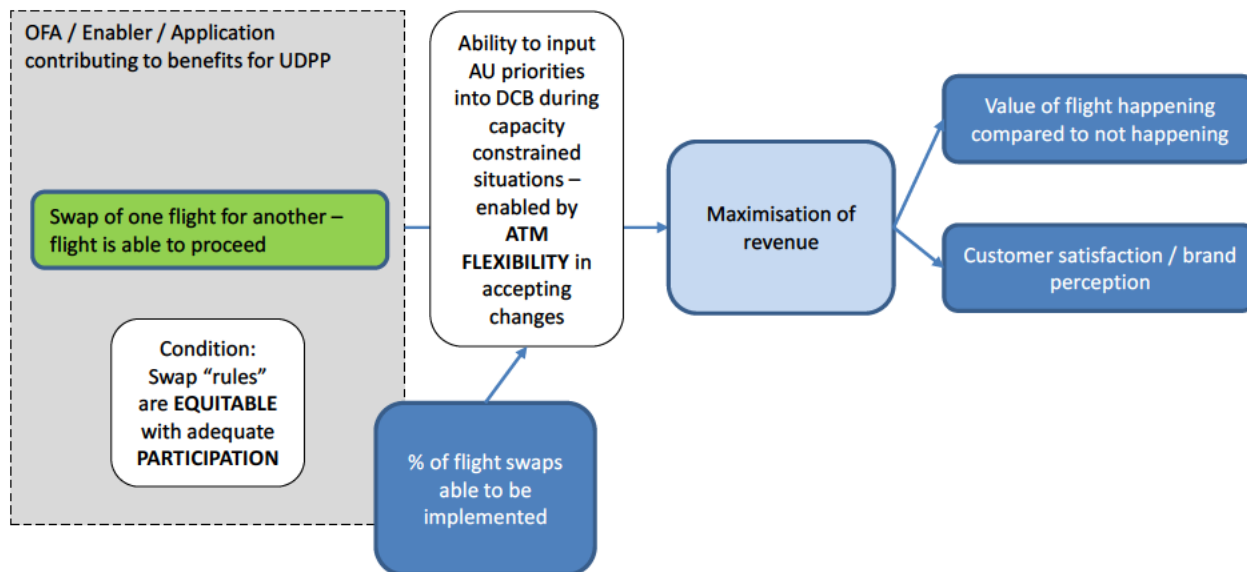 OFA / Enabler / Application
contributing to benefits for UDPP
Swap of one flight for another –
flight is able to proceed
Condition:
Swap “rules”
are EQUITABLE
with adequate
PARTICIPATION
Ability to input
AU priorities
into DCB during
capacity
constrained
situations –
enabled by
ATM
FLEXIBILITY in
accepting
changes
% of flight swaps
able to be
implemented
Maximisation of
revenue
Value of flight happening
compared to not happening
Customer satisfaction / brand
perception